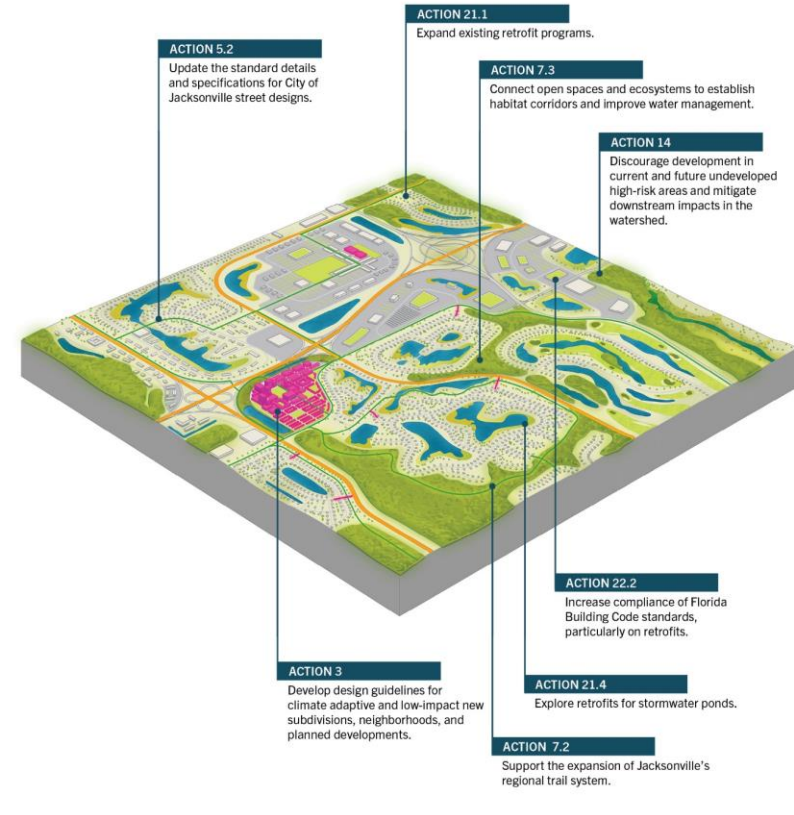 ACTION 21.1
Expand existing retrofit programs.
ACTION 5.2
Update the standard details
and specifications for City of
Jacksonville street designs.
ACTION 7.3
Connect open spaces and ecosystems to establish
habitat corridors and improve water management.
ACTION 14
Discourage development in
current and future undeveloped
high-risk areas and mitigate
downstream impacts in the
watershed.
ACTION 22.2
Increase compliance of Florida
Building Code standards,
particularly on retrofits.
ACTION 3
Develop design guidelines for
climate adaptive and low-impact new
subdivisions, neighborhoods, and
planned developments.
ACTION 21.4
Explore retrofits for stormwater ponds.
ACTION 7.2
Support the expansion of Jacksonville's
regional trail system.